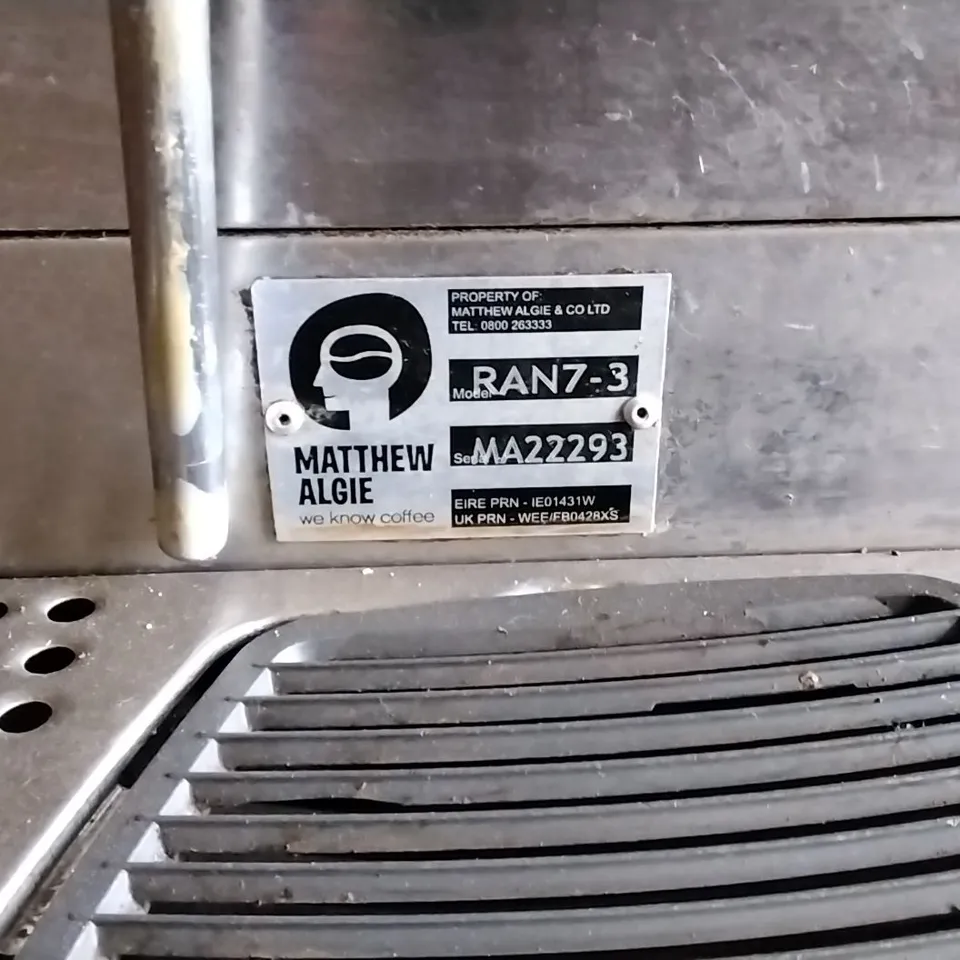 MATTHEW
ALGIE
we know coffee
PROPERTY OF:
MATTHEW ALGIE & CO LTD
TEL: 0800 263333
Model RAN7-3
Serial MA22293
EIRE PRN - IE01431W
UK PRN - WEE/FB0428XS